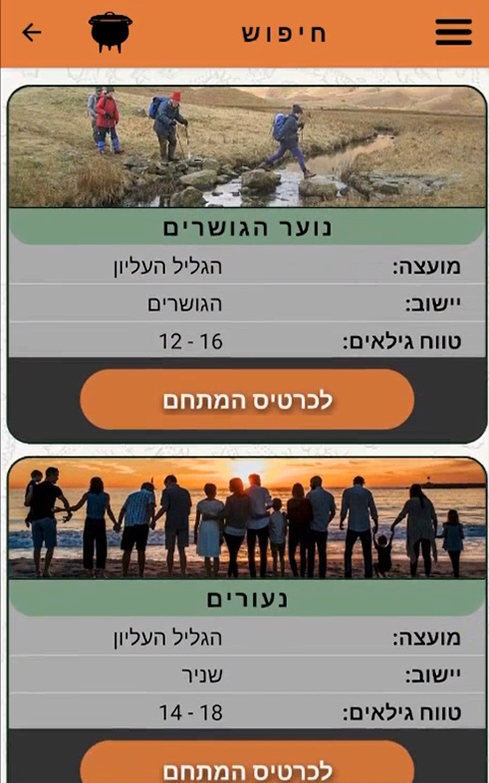 חיפוש
נוער הגושרים
מועצה: הגליל העליון
יישוב: הגושרים
טווח גילאים: 12 - 16
לכרטיס המתחם
נעורים
מועצה: הגליל העליון
יישוב: שניר
טווח גילאים: 14 - 18
לכרטיס המתחם